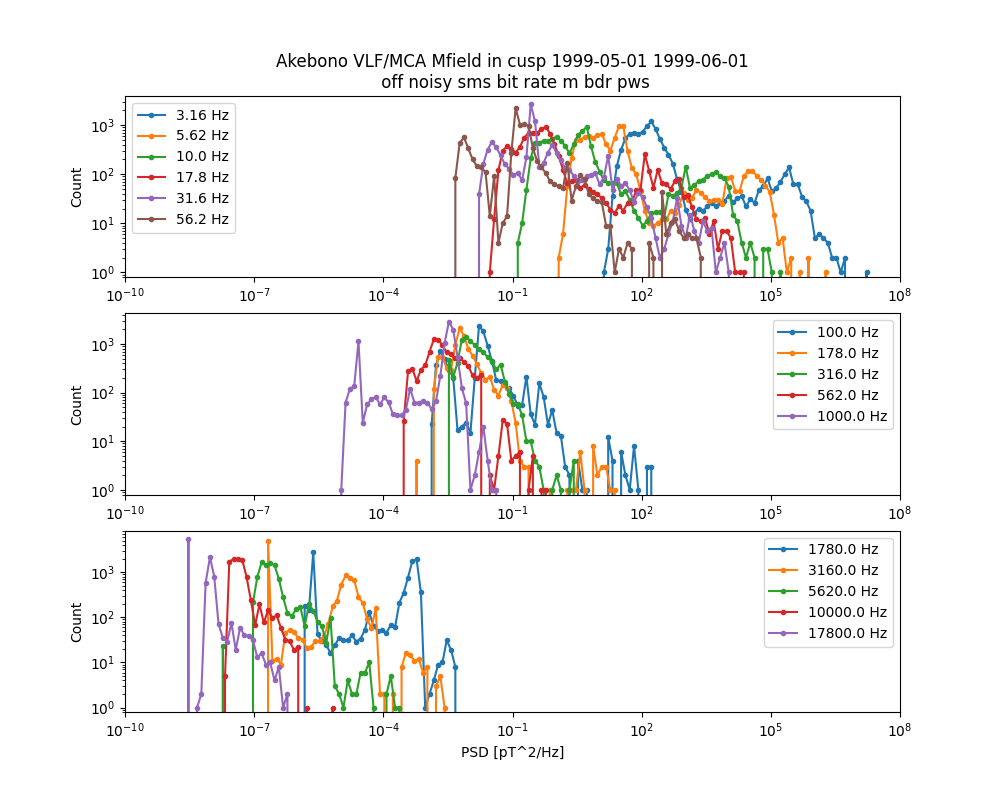 Akebono VLF/MCA Mfield in cusp 1999-05-01 1999-06-01
off noisy sms bit rate m bdr pws
Count
10³
10²
10¹
10⁰
3.16 Hz
5.62 Hz
10.0 Hz
17.8 Hz
31.6 Hz
56.2 Hz
10⁻¹⁰ 10⁻⁷ 10⁻⁴ 10⁻¹ 10² 10⁵ 10⁸
Count
10³
10²
10¹
10⁰
100.0 Hz
178.0 Hz
316.0 Hz
562.0 Hz
1000.0 Hz
10⁻¹⁰ 10⁻⁷ 10⁻⁴ 10⁻¹ 10² 10⁵ 10⁸
Count
10³
10²
10¹
10⁰
1780.0 Hz
3160.0 Hz
5620.0 Hz
10000.0 Hz
17800.0 Hz
10⁻¹⁰ 10⁻⁷ 10⁻⁴ 10⁻¹ 10² 10⁵ 10⁸
PSD [pT^2/Hz]